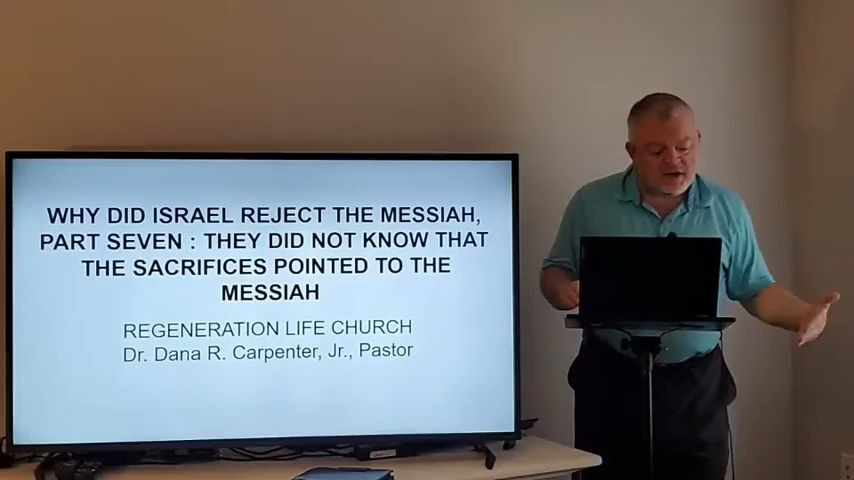 WHY DID ISRAEL REJECT THE MESSIAH,
PART SEVEN : THEY DID NOT KNOW THAT
THE SACRIFICES POINTED TO THE
MESSIAH
REGENERATION LIFE CHURCH
Dr. Dana R. Carpenter, Jr., Pastor